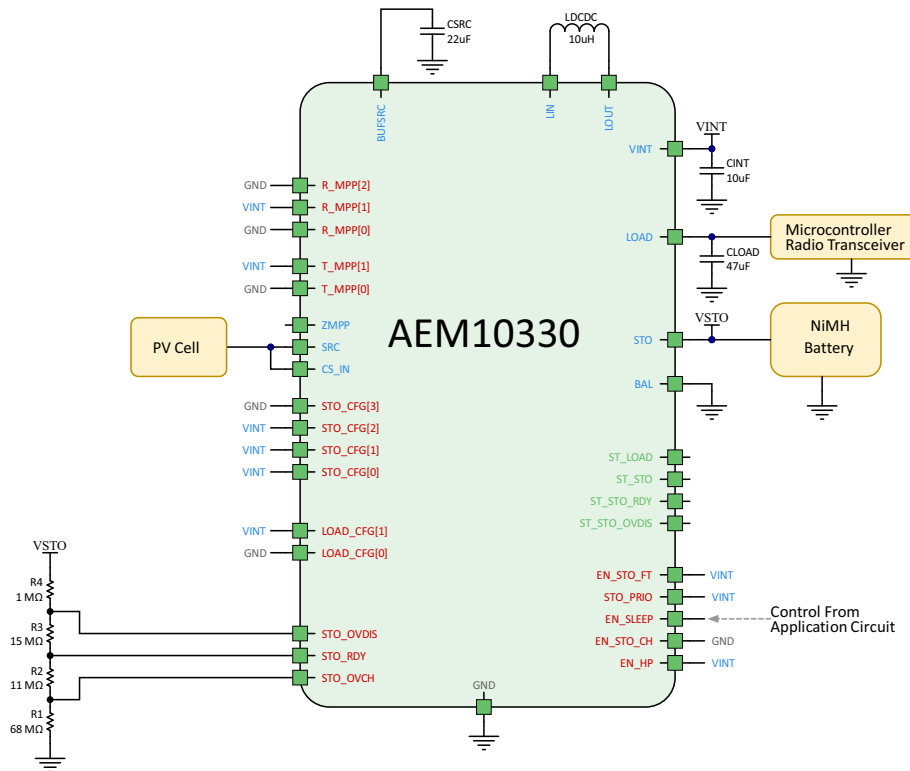 CSRC
22uF
LDCDC
10uH
BUFSRC
LIN
LOUT
VINT
VINT
CINT
10uF
GND
R_MPP[2]
VINT
R_MPP[1]
GND
R_MPP[0]
LOAD
Microcontroller
Radio Transceiver
CLOAD
47uF
VINT
T_MPP[1]
GND
T_MPP[0]
AEM10330
VSTO
ZMPP
PV Cell
SRC
CS_IN
STO
NiMH
Battery
BAL
GND
STO_CFG[3]
VINT
STO_CFG[2]
VINT
STO_CFG[1]
VINT
STO_CFG[0]
ST_LOAD
ST_STO
ST_STO_RDY
ST_STO_OVDIS
VINT
LOAD_CFG[1]
GND
LOAD_CFG[0]
VSTO
R4
1 MΩ
R3
15 MΩ
R2
11 MΩ
R1
68 MΩ
STO_OVDIS
STO_RDY
STO_OVCH
EN_STO_FT
VINT
STO_PRIO
VINT
EN_SLEEP
Control From
Application Circuit
EN_STO_CH
GND
EN_HP
VINT
GND